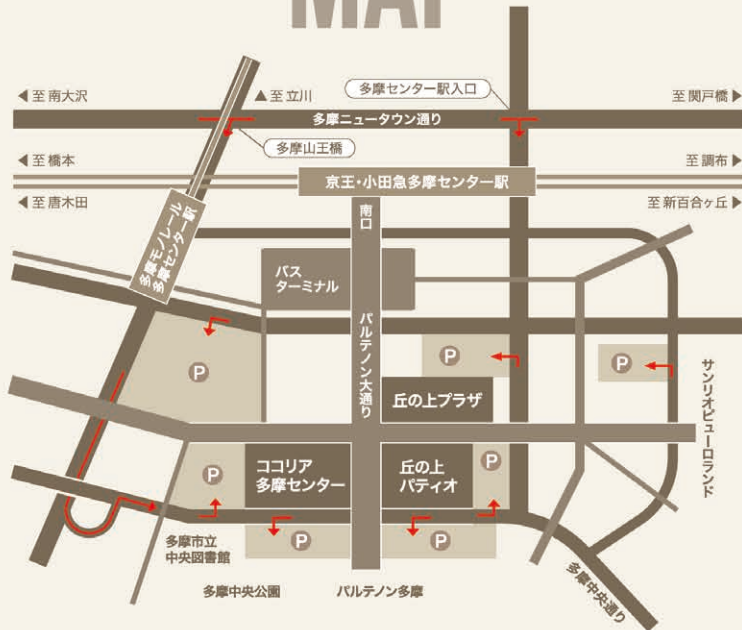 MAP
◀至南大沢
▲至立川
多摩センター駅入口
至関戸橋▶
多摩ニュータウン通り
多摩山王橋
◀至橋本
至調布▶
京王・小田急多摩センター駅
◀至唐木田
至新百合ヶ丘▶
南口
多摩モノレール
多摩センター駅
バス
ターミナル
パルテノン大通り
P
P
P
丘の上プラザ
サンリオピューロランド
P
ココリア
多摩センター
丘の上
パティオ
P
P
P
多摩市立
中央図書館
多摩中央公園
パルテノン多摩
多摩中央通り